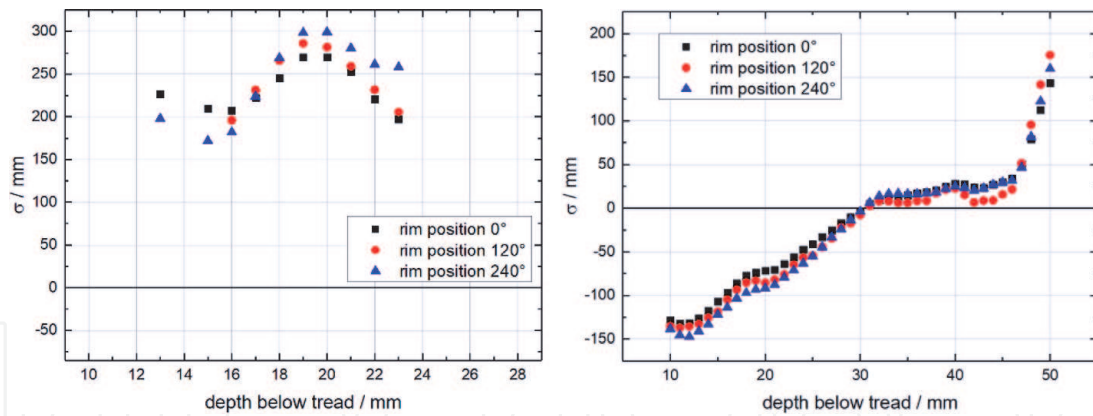 300
250
200
150
100
50
0
-50
σ / mm
rim position 0°
rim position 120°
rim position 240°
10 12 14 16 18 20 22 24 26 28
depth below tread / mm
200
150
100
50
0
-50
-100
-150
σ / mm
rim position 0°
rim position 120°
rim position 240°
10 20 30 40 50
depth below tread / mm